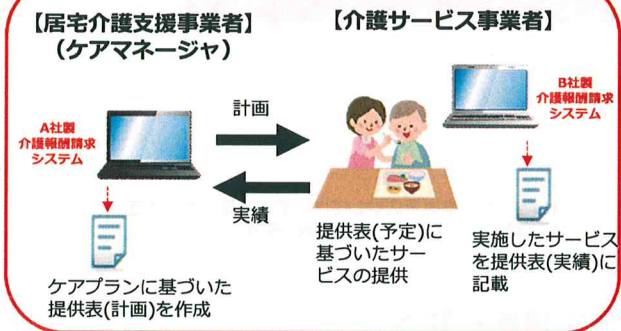 【居宅介護支援事業者】
(ケアマネージャ)
【介護サービス事業者】
A社製
介護報酬請求
システム
計画
実績
B社製
介護報酬請求
システム
ケアプランに基づいた
提供表(計画)を作成
提供表(予定)に
基づいたサー
ビスの提供
実施したサービス
を提供表(実績)に
記載